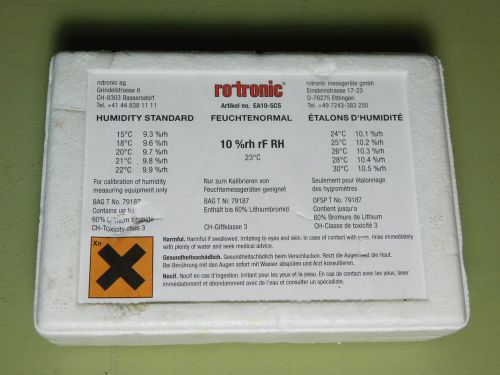 rotronic ag
Grindelstrasse 6
CH-8303 Bassersdorf
Tel. +41 44 838 11 11
rotronic®
Artikel no. EA10-SCS
rotronic messgeräte gmbh
Einsteinstrasse 17-23
D-76275 Ettlingen
Tel. +49 7243-383 250
HUMIDITY STANDARD
15°C 9.3 %rh
18°C 9.6 %rh
20°C 9.7 %rh
21°C 9.8 %rh
22°C 9.9 %rh
For calibration of humidity
measuring equipment only
BAG T No. 79187
Contains up to
60% Lithium bromide
CH-Toxicity class 3
FEUCHTENORMAL
10 %rh rF RH
23°C
Nur zum Kalibrieren von
Feuchtemessgeräten geeignet
BAG T No. 79187
Enthält bis 60% Lithiumbromid
CH-Giftklasse 3
ÉTALONS D'HUMIDITÉ
24°C 10.1 %rh
25°C 10.2 %rh
26°C 10.3 %rh
28°C 10.4 %rh
30°C 10.5 %rh
Seulement pour étalonnage
des hygromètres
OFSP T No. 79187
Contient jusqu'a
60% Bromure de Lithium
CH-Classe de toxicité 3
Xn
Harmful. Harmful if swallowed. Irritating to eyes and skin. In case of contact with eyes, rinse immediately
with plenty of water and seek medical advice.
Gesundheitsschädlich. Gesundheitsschädlich beim Verschlucken. Reizt die Augen und die Haut.
Bei Berührung mit den Augen sofort mit Wasser abspülen und Arzt konsultieren.
Nocif. Nocif en cas d'ingestion. Irritant pour les yeux et la peau. En cas de contact avec les yeux, laver
immédiatement et abondamment avec de l'eau et consulter un spécialiste.